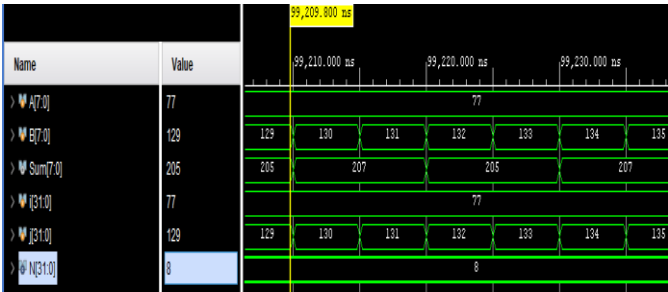 99,209.800 ns
Name Value 99,210.000 ns 99,220.000 ns 99,230.000 ns
A[7:0] 77 77
B[7:0] 129 129 130 131 132 133 134 135
Sum[7:0] 205 205 207 205 207
i[31:0] 77 77
j[31:0] 129 129 130 131 132 133 134 135
N[31:0] 8 8